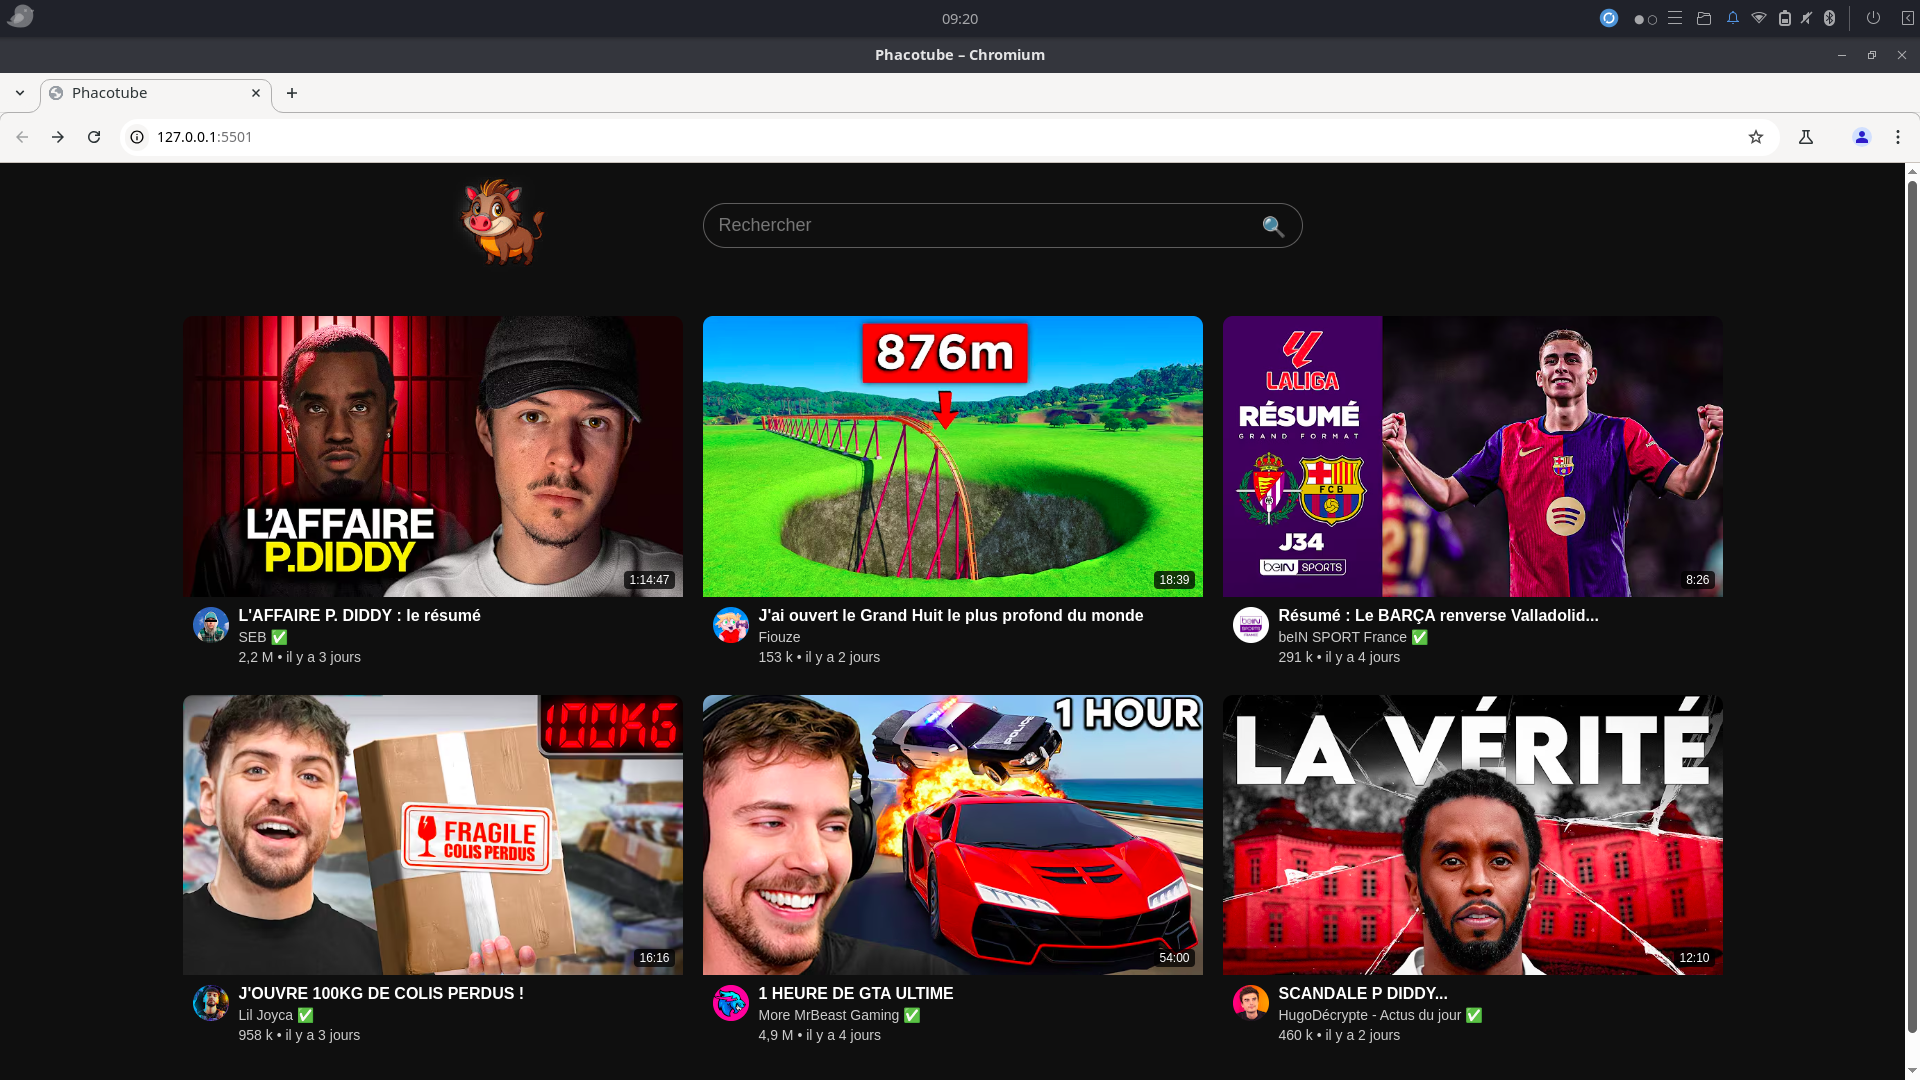 09:20
Phacotube – Chromium
Phacotube
127.0.0.1:5501
Rechercher
L'AFFAIRE
P.DIDDY
1:14:47
876m
18:39
LALIGA
RÉSUMÉ
GRAND FORMAT
FCB
J34
beIN SPORTS
8:26
L'AFFAIRE P. DIDDY : le résumé
SEB ✅
2,2 M • il y a 3 jours
J'ai ouvert le Grand Huit le plus profond du monde
Fiouze
153 k • il y a 2 jours
Résumé : Le BARÇA renverse Valladolid...
beIN SPORT France ✅
291 k • il y a 4 jours
100KG
FRAGILE
COLIS PERDUS
16:16
1 HOUR
POLICE
54:00
LA VÉRITÉ
12:10
J'OUVRE 100KG DE COLIS PERDUS !
Lil Joyca ✅
958 k • il y a 3 jours
1 HEURE DE GTA ULTIME
More MrBeast Gaming ✅
4,9 M • il y a 4 jours
SCANDALE P DIDDY...
HugoDécrypte - Actus du jour ✅
460 k • il y a 2 jours